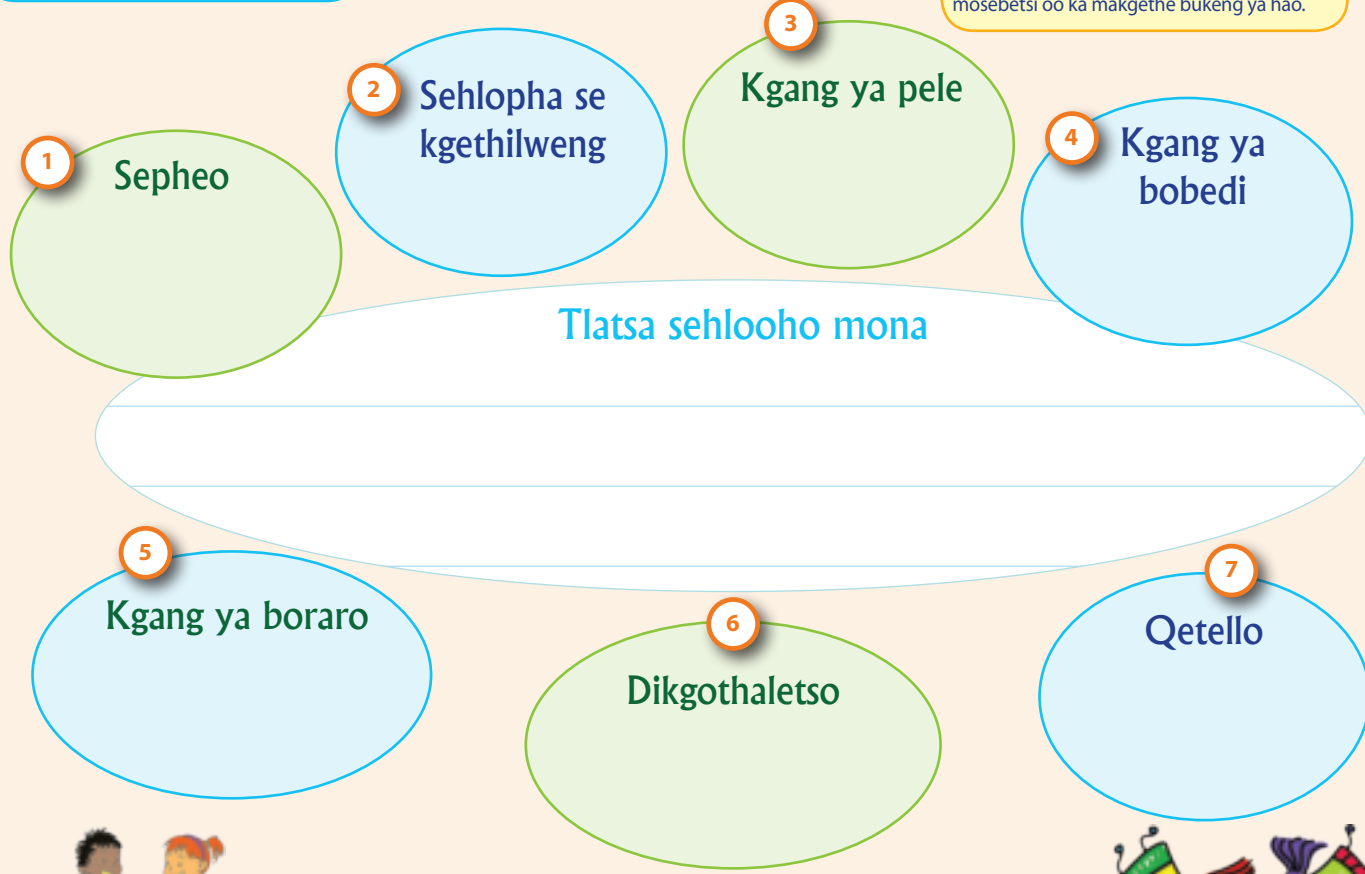 mosebetsi oo ka makgethe bukeng ya hao.
1
Sepheo
2
Sehlopha se
kgethilweng
3
Kgang ya pele
4
Kgang ya
bobedi
Tlatsa sehlooho mona
5
Kgang ya boraro
6
Dikgothaletso
7
Qetello